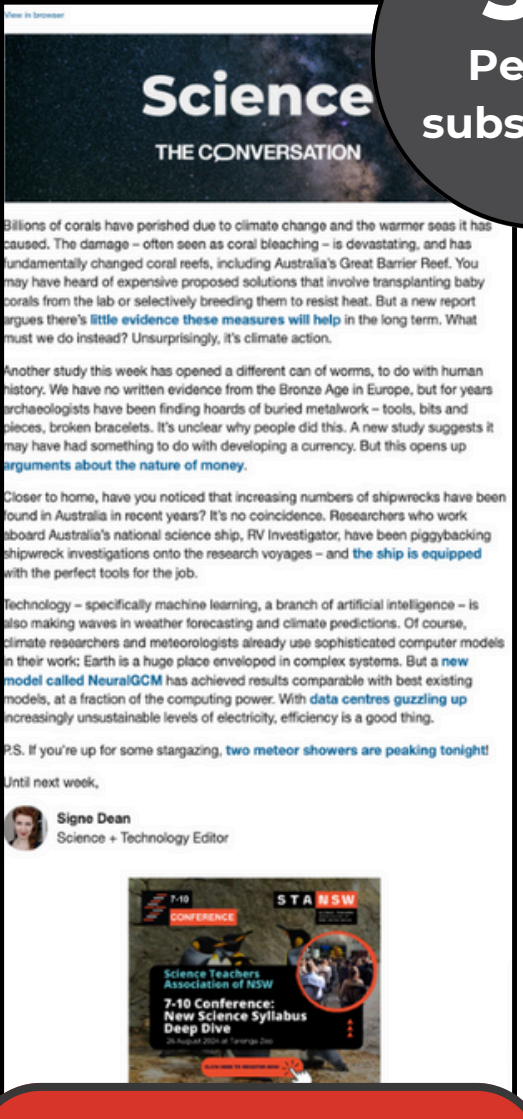 View in browser
Science
THE CONVERSATION
Billions of corals have perished due to climate change and the warmer seas it has
caused. The damage – often seen as coral bleaching – is devastating, and has
fundamentally changed coral reefs, including Australia's Great Barrier Reef. You
may have heard of expensive proposed solutions that involve transplanting baby
corals from the lab or selectively breeding them to resist heat. But a new report
argues there's little evidence these measures will help in the long term. What
must we do instead? Unsurprisingly, it's climate action.
Another study this week has opened a different can of worms, to do with human
history. We have no written evidence from the Bronze Age in Europe, but for years
archaeologists have been finding hoards of buried metalwork – tools, bits and
pieces, broken bracelets. It's unclear why people did this. A new study suggests it
may have had something to do with developing a currency. But this opens up
arguments about the nature of money.
Closer to home, have you noticed that increasing numbers of shipwrecks have been
found in Australia in recent years? It's no coincidence. Researchers who work
aboard Australia's national science ship, RV Investigator, have been piggybacking
shipwreck investigations onto the research voyages – and the ship is equipped
with the perfect tools for the job.
Technology – specifically machine learning, a branch of artificial intelligence – is
also making waves in weather forecasting and climate predictions. Of course,
climate researchers and meteorologists already use sophisticated computer models
in their work: Earth is a huge place enveloped in complex systems. But a new
model called NeuralGCM has achieved results comparable with best existing
models, at a fraction of the computing power. With data centres guzzling up
increasingly unsustainable levels of electricity, efficiency is a good thing.
P.S. If you're up for some stargazing, two meteor showers are peaking tonight!
Until next week,
Signe Dean
Science + Technology Editor
7-10
CONFERENCE
STANSW
Science Teachers
Association of NSW
7-10 Conference:
New Science Syllabus
Deep Dive
26 August 2024 at Taronga Zoo
CLICK HERE TO REGISTER NOW
Pe
subs